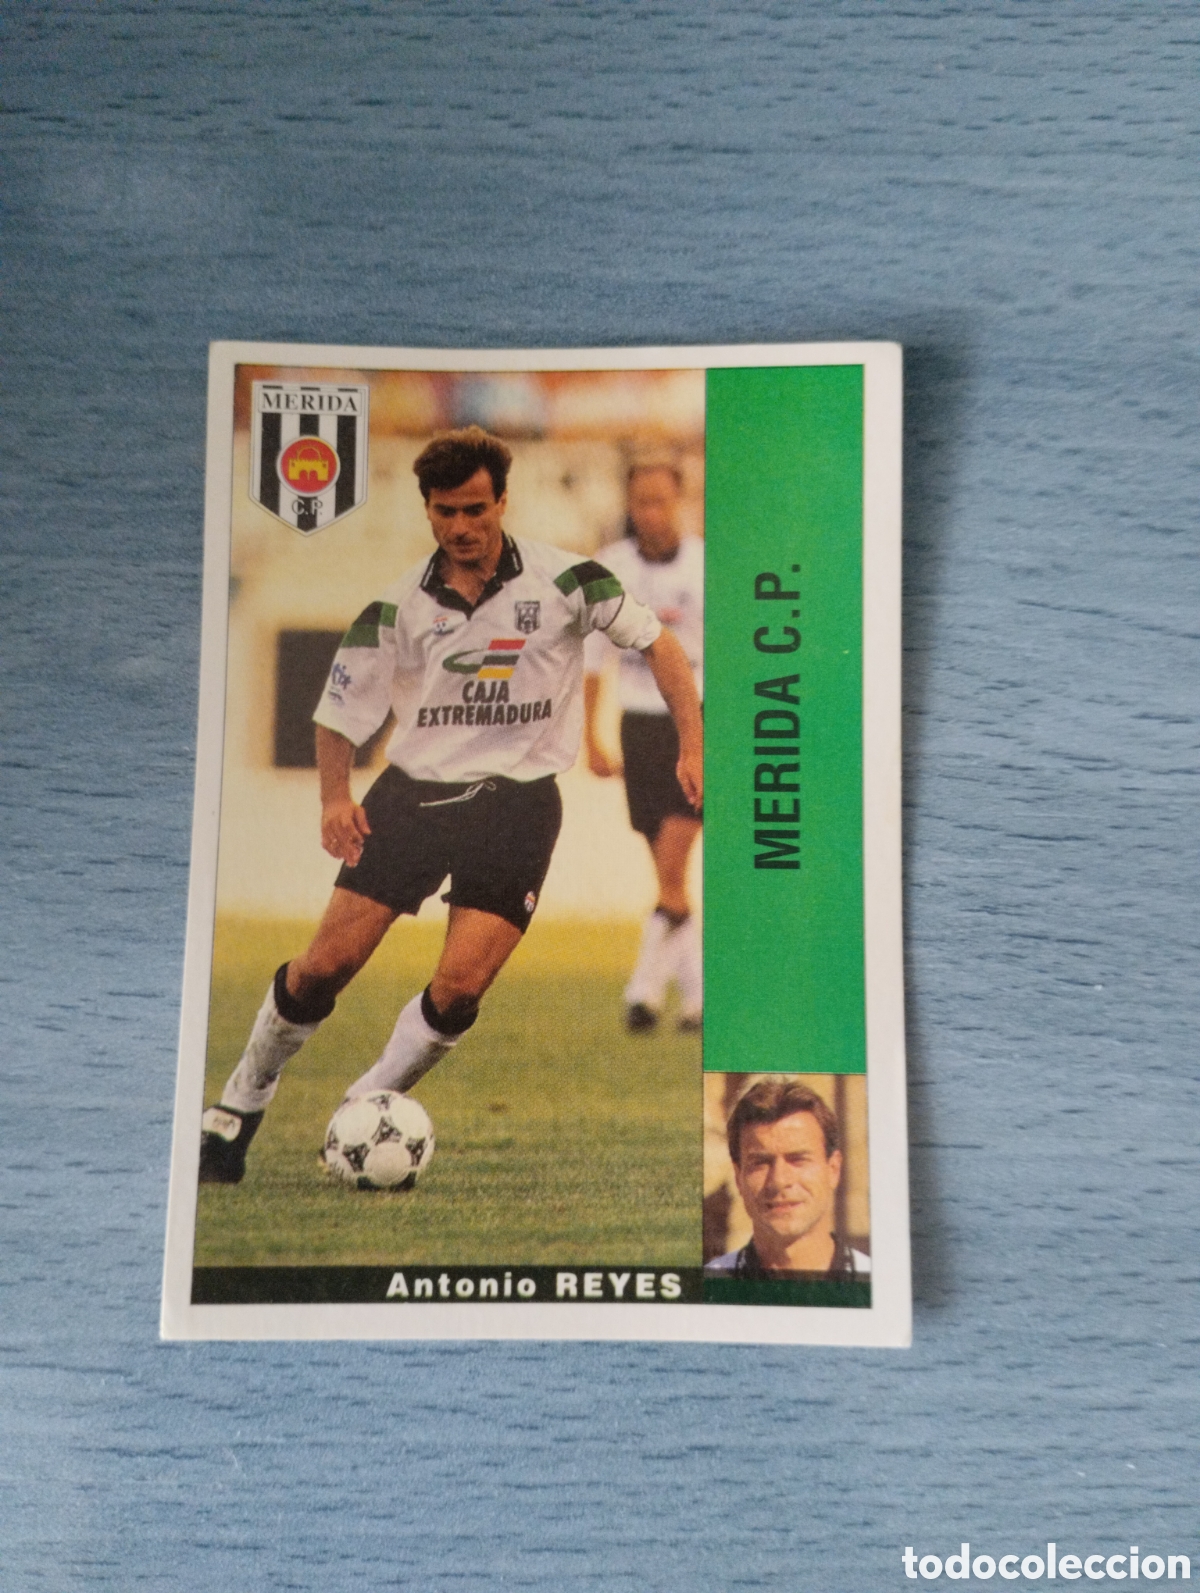 MERIDA
C.P.
CAJA
EXTREMADURA
MERIDA C.P.
Antonio REYES
todocoleccion